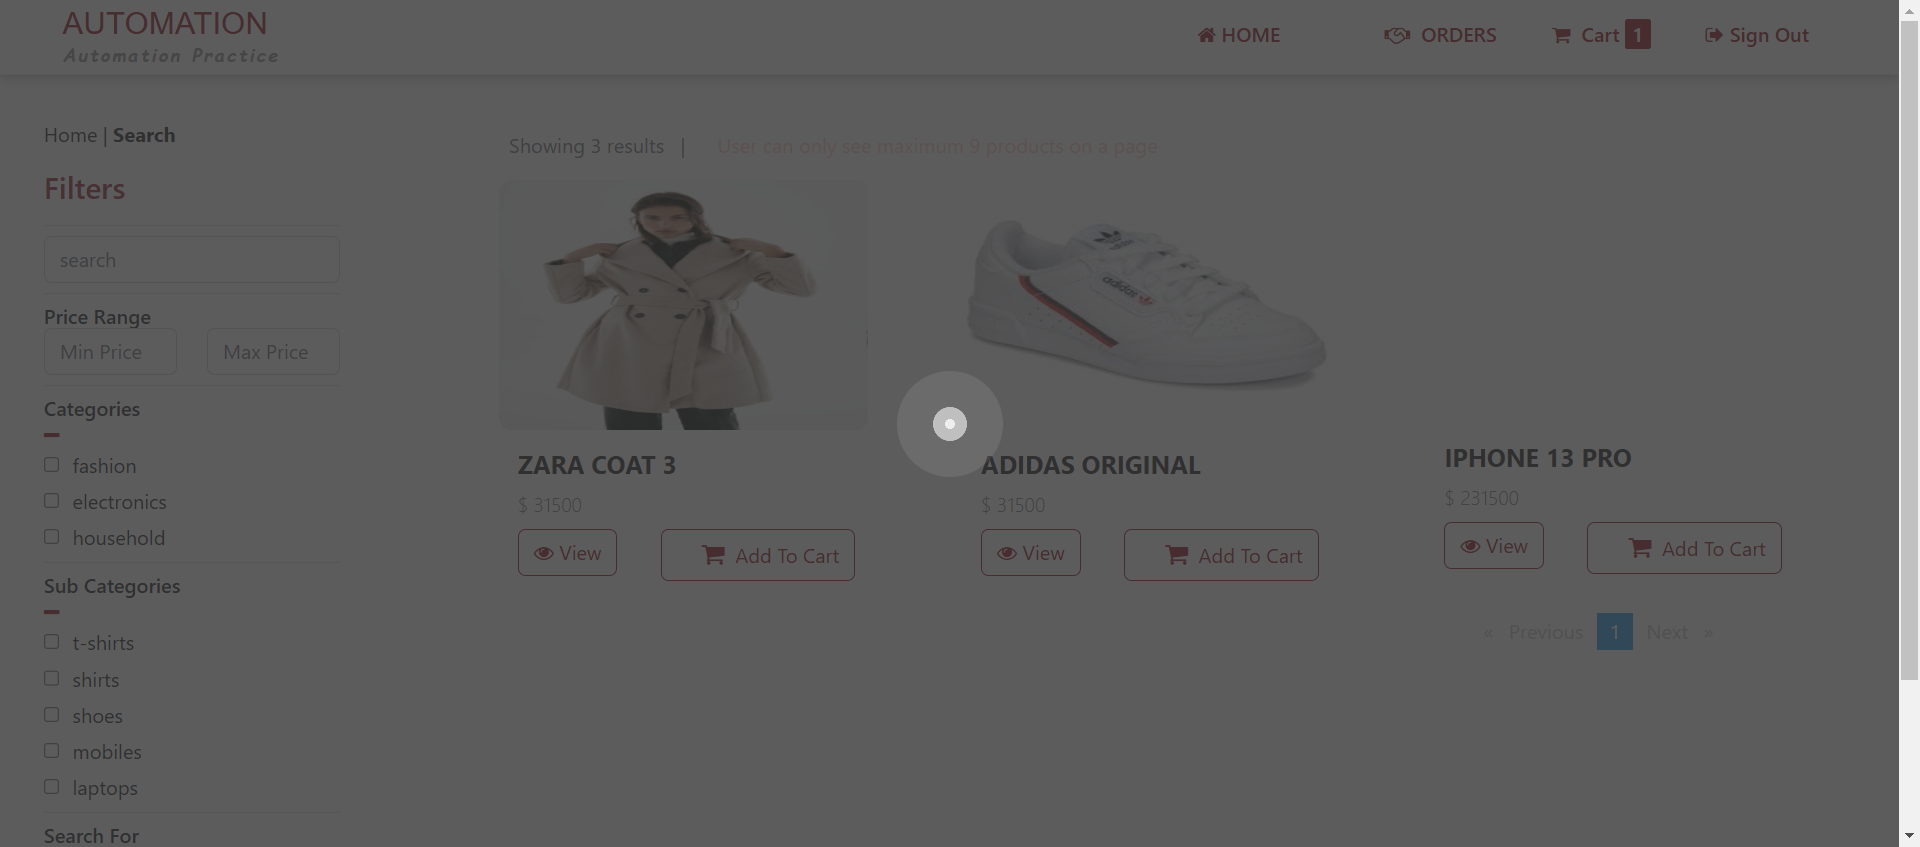 AUTOMATION
Automation Practice
HOME
ORDERS
Cart 1
Sign Out
Home | Search
Showing 3 results |
User can only see maximum 9 products on a page
Filters
search
Price Range
Min Price
Max Price
Categories
fashion
electronics
household
Sub Categories
t-shirts
shirts
shoes
mobiles
laptops
Search For
adidas
ZARA COAT 3
$ 31500
View
Add To Cart
ADIDAS ORIGINAL
$ 31500
View
Add To Cart
IPHONE 13 PRO
$ 231500
View
Add To Cart
« Previous 1 Next »